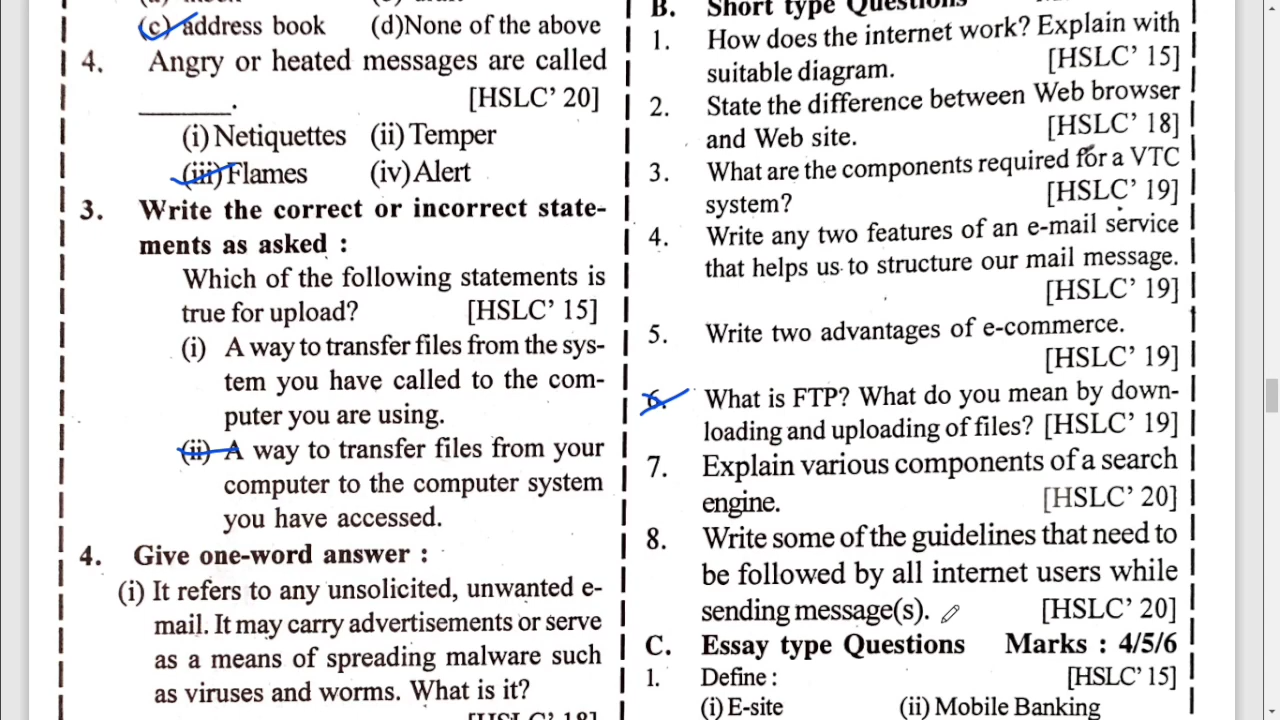 (c) address book (d)None of the above
4. Angry or heated messages are called
________. [HSLC' 20]
(i) Netiquettes (ii) Temper
(iii) Flames (iv) Alert
3. Write the correct or incorrect state-
ments as asked :
Which of the following statements is
true for upload? [HSLC' 15]
(i) A way to transfer files from the sys-
tem you have called to the com-
puter you are using.
(ii) A way to transfer files from your
computer to the computer system
you have accessed.
4. Give one-word answer :
(i) It refers to any unsolicited, unwanted e-
mail. It may carry advertisements or serve
as a means of spreading malware such
as viruses and worms. What is it?
[HSLC' 18]
B. Short type Questions
1. How does the internet work? Explain with
suitable diagram. [HSLC' 15]
2. State the difference between Web browser
and Web site. [HSLC' 18]
3. What are the components required for a VTC
system? [HSLC' 19]
4. Write any two features of an e-mail service
that helps us to structure our mail message.
[HSLC' 19]
5. Write two advantages of e-commerce.
[HSLC' 19]
6. What is FTP? What do you mean by down-
loading and uploading of files? [HSLC' 19]
7. Explain various components of a search
engine. [HSLC' 20]
8. Write some of the guidelines that need to
be followed by all internet users while
sending message(s). [HSLC' 20]
C. Essay type Questions Marks : 4/5/6
1. Define : [HSLC' 15]
(i) E-site (ii) Mobile Banking